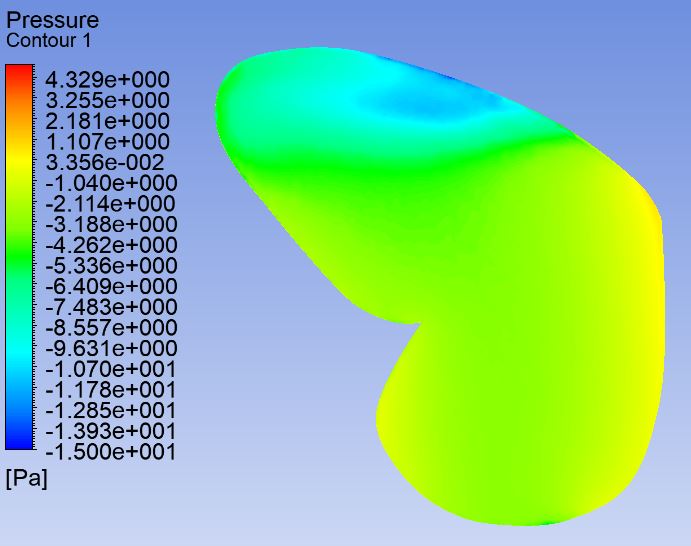 Pressure
Contour 1
4.329e+000
3.255e+000
2.181e+000
1.107e+000
3.356e-002
-1.040e+000
-2.114e+000
-3.188e+000
-4.262e+000
-5.336e+000
-6.409e+000
-7.483e+000
-8.557e+000
-9.631e+000
-1.070e+001
-1.178e+001
-1.285e+001
-1.393e+001
-1.500e+001
[Pa]